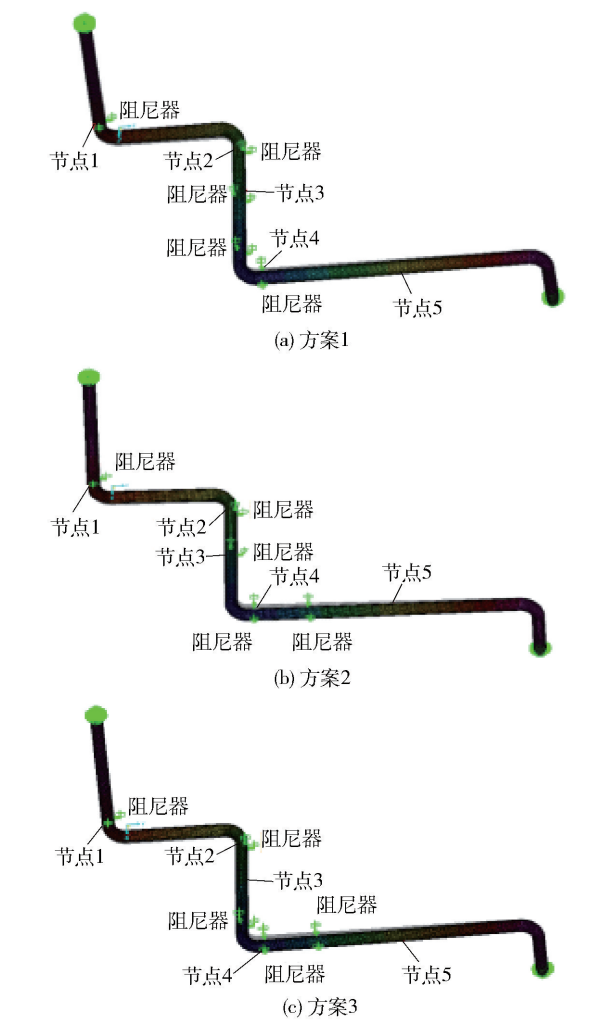 阻尼器
节点1
节点2
阻尼器
阻尼器
节点3
阻尼器
节点4
阻尼器
节点5
(a) 方案1
阻尼器
节点1
节点2
阻尼器
节点3
阻尼器
节点4
节点5
阻尼器
阻尼器
(b) 方案2
阻尼器
节点1
节点2
阻尼器
节点3
阻尼器
阻尼器
节点4
阻尼器
节点5
(c) 方案3